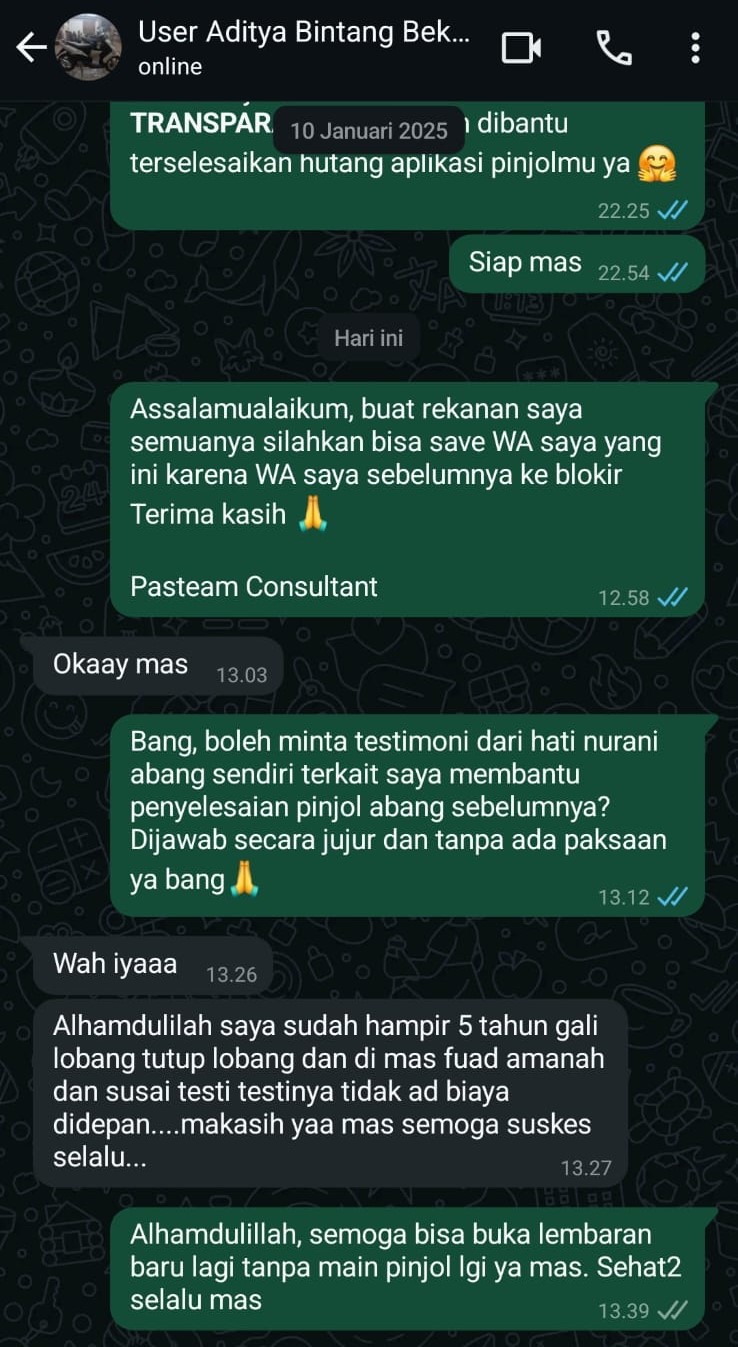 User Aditya Bintang Bek...
online
10 Januari 2025
TRANSPAR dibantu
terselesaikan hutang aplikasi pinjolmu ya 🤗
22.25
Siap mas 22.54
Hari ini
Assalamualaikum, buat rekanan saya
semuanya silahkan bisa save WA saya yang
ini karena WA saya sebelumnya ke blokir
Terima kasih 🙏
Pasteam Consultant
12.58
Okaay mas 13.03
Bang, boleh minta testimoni dari hati nurani
abang sendiri terkait saya membantu
penyelesaian pinjol abang sebelumnya?
Dijawab secara jujur dan tanpa ada paksaan
ya bang🙏
13.12
Wah iyaaa 13.26
Alhamdulilah saya sudah hampir 5 tahun gali
lobang tutup lobang dan di mas fuad amanah
dan susai testi testinya tidak ad biaya
didepan....makasih yaa mas semoga suskes
selalu...
13.27
Alhamdulillah, semoga bisa buka lembaran
baru lagi tanpa main pinjol lgi ya mas. Sehat2
selalu mas
13.39